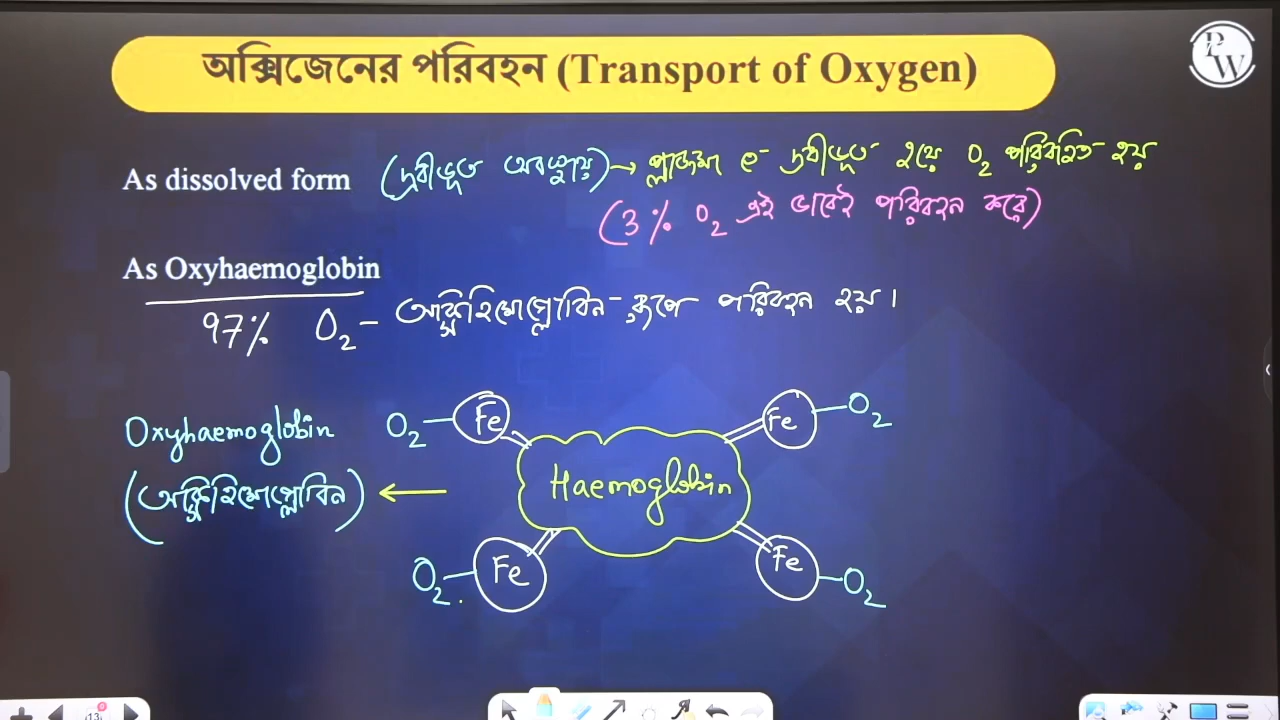 অক্সিজেনের পরিবহন (Transport of Oxygen)
PW
As dissolved form (দ্রবীভূত অবস্থায়) → প্লাজমা তে দ্রবীভূত হয়ে O₂ পরিবাহিত হয়
(3% O₂ এই ভাবেই পরিবহন করে)
As Oxyhaemoglobin
97% O₂ – অক্সিহিমোগ্লোবিন রূপে পরিবহন হয়।
O₂ Fe Fe O₂
Oxyhaemoglobin
Haemoglobin
(অক্সিহিমোগ্লোবিন) ←
O₂ Fe Fe O₂
13